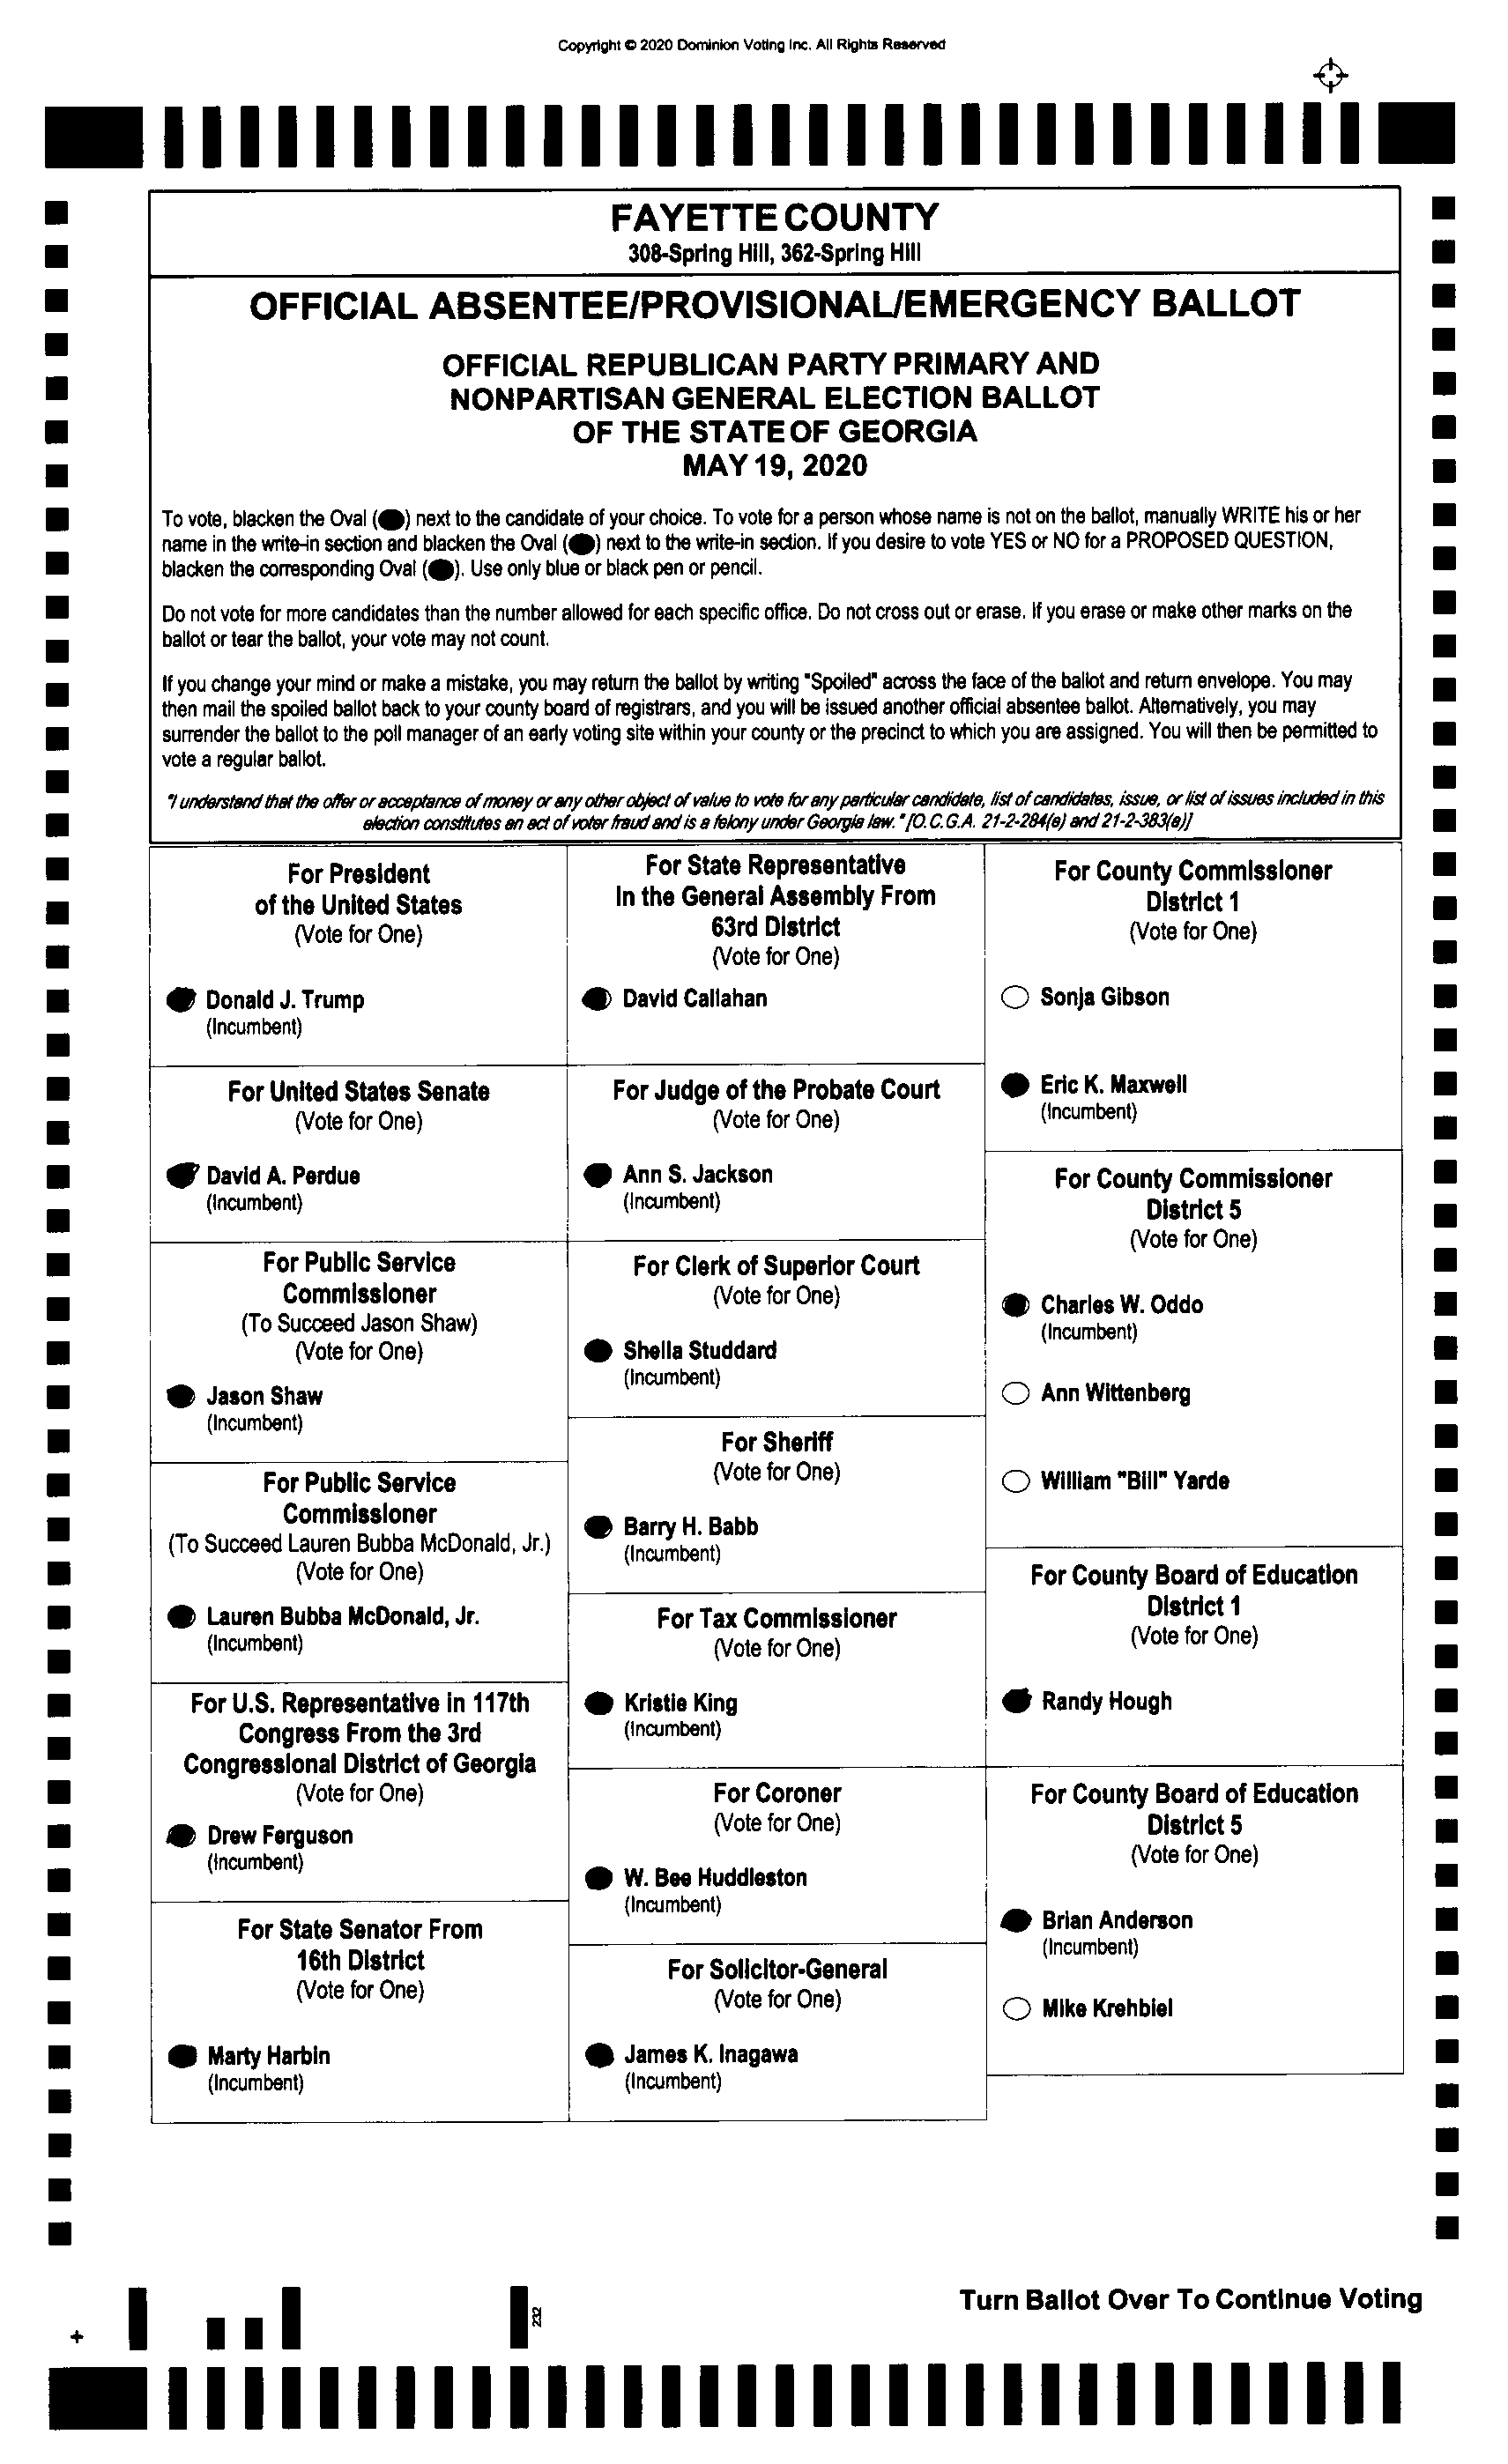 Copyright © 2020 Dominion Voting Inc. All Rights Reserved
FAYETTE COUNTY
308-Spring Hill, 362-Spring Hill
OFFICIAL ABSENTEE/PROVISIONAL/EMERGENCY BALLOT
OFFICIAL REPUBLICAN PARTY PRIMARY AND
NONPARTISAN GENERAL ELECTION BALLOT
OF THE STATE OF GEORGIA
MAY 19, 2020
To vote, blacken the Oval (●) next to the candidate of your choice. To vote for a person whose name is not on the ballot, manually WRITE his or her
name in the write-in section and blacken the Oval (●) next to the write-in section. If you desire to vote YES or NO for a PROPOSED QUESTION,
blacken the corresponding Oval (●). Use only blue or black pen or pencil.
Do not vote for more candidates than the number allowed for each specific office. Do not cross out or erase. If you erase or make other marks on the
ballot or tear the ballot, your vote may not count.
If you change your mind or make a mistake, you may return the ballot by writing "Spoiled" across the face of the ballot and return envelope. You may
then mail the spoiled ballot back to your county board of registrars, and you will be issued another official absentee ballot. Alternatively, you may
surrender the ballot to the poll manager of an early voting site within your county or the precinct to which you are assigned. You will then be permitted to
vote a regular ballot.
"I understand that the offer or acceptance of money or any other object of value to vote for any particular candidate, list of candidates, issue, or list of issues included in this
election constitutes an act of voter fraud and is a felony under Georgia law." [O.C.G.A. 21-2-284(e) and 21-2-383(a)]
For President
of the United States
(Vote for One)
Donald J. Trump
(Incumbent)
For United States Senate
(Vote for One)
David A. Perdue
(Incumbent)
For Public Service
Commissioner
(To Succeed Jason Shaw)
(Vote for One)
Jason Shaw
(Incumbent)
For Public Service
Commissioner
(To Succeed Lauren Bubba McDonald, Jr.)
(Vote for One)
Lauren Bubba McDonald, Jr.
(Incumbent)
For U.S. Representative in 117th
Congress From the 3rd
Congressional District of Georgia
(Vote for One)
Drew Ferguson
(Incumbent)
For State Senator From
16th District
(Vote for One)
Marty Harbin
(Incumbent)
For State Representative
In the General Assembly From
63rd District
(Vote for One)
David Callahan
For Judge of the Probate Court
(Vote for One)
Ann S. Jackson
(Incumbent)
For Clerk of Superior Court
(Vote for One)
Sheila Studdard
(Incumbent)
For Sheriff
(Vote for One)
Barry H. Babb
(Incumbent)
For Tax Commissioner
(Vote for One)
Kristie King
(Incumbent)
For Coroner
(Vote for One)
W. Bee Huddleston
(Incumbent)
For Solicitor-General
(Vote for One)
James K. Inagawa
(Incumbent)
For County Commissioner
District 1
(Vote for One)
Sonja Gibson
Eric K. Maxwell
(Incumbent)
For County Commissioner
District 5
(Vote for One)
Charles W. Oddo
(Incumbent)
Ann Wittenberg
William "Bill" Yarde
For County Board of Education
District 1
(Vote for One)
Randy Hough
For County Board of Education
District 5
(Vote for One)
Brian Anderson
(Incumbent)
Mike Krehbiel
232
Turn Ballot Over To Continue Voting